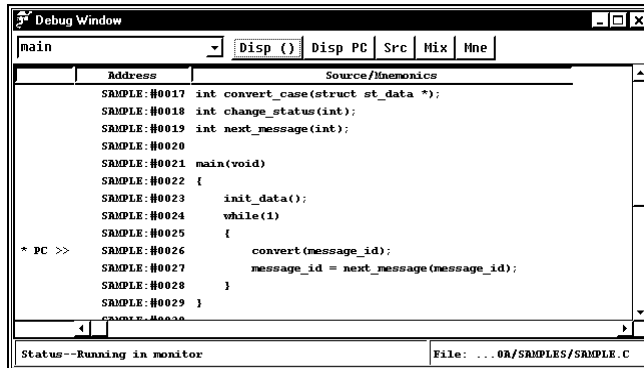 Debug Window
main Disp () Disp PC Src Mix Mne
Address Source/Mnemonics
SAMPLE:#0017 int convert_case(struct st_data *);
SAMPLE:#0018 int change_status(int);
SAMPLE:#0019 int next_message(int);
SAMPLE:#0020
SAMPLE:#0021 main(void)
SAMPLE:#0022 {
SAMPLE:#0023 init_data();
SAMPLE:#0024 while(1)
SAMPLE:#0025 {
* PC >> SAMPLE:#0026 convert(message_id);
SAMPLE:#0027 message_id = next_message(message_id);
SAMPLE:#0028 }
SAMPLE:#0029 }
Status--Running in monitor File: ...0A/SAMPLES/SAMPLE.C